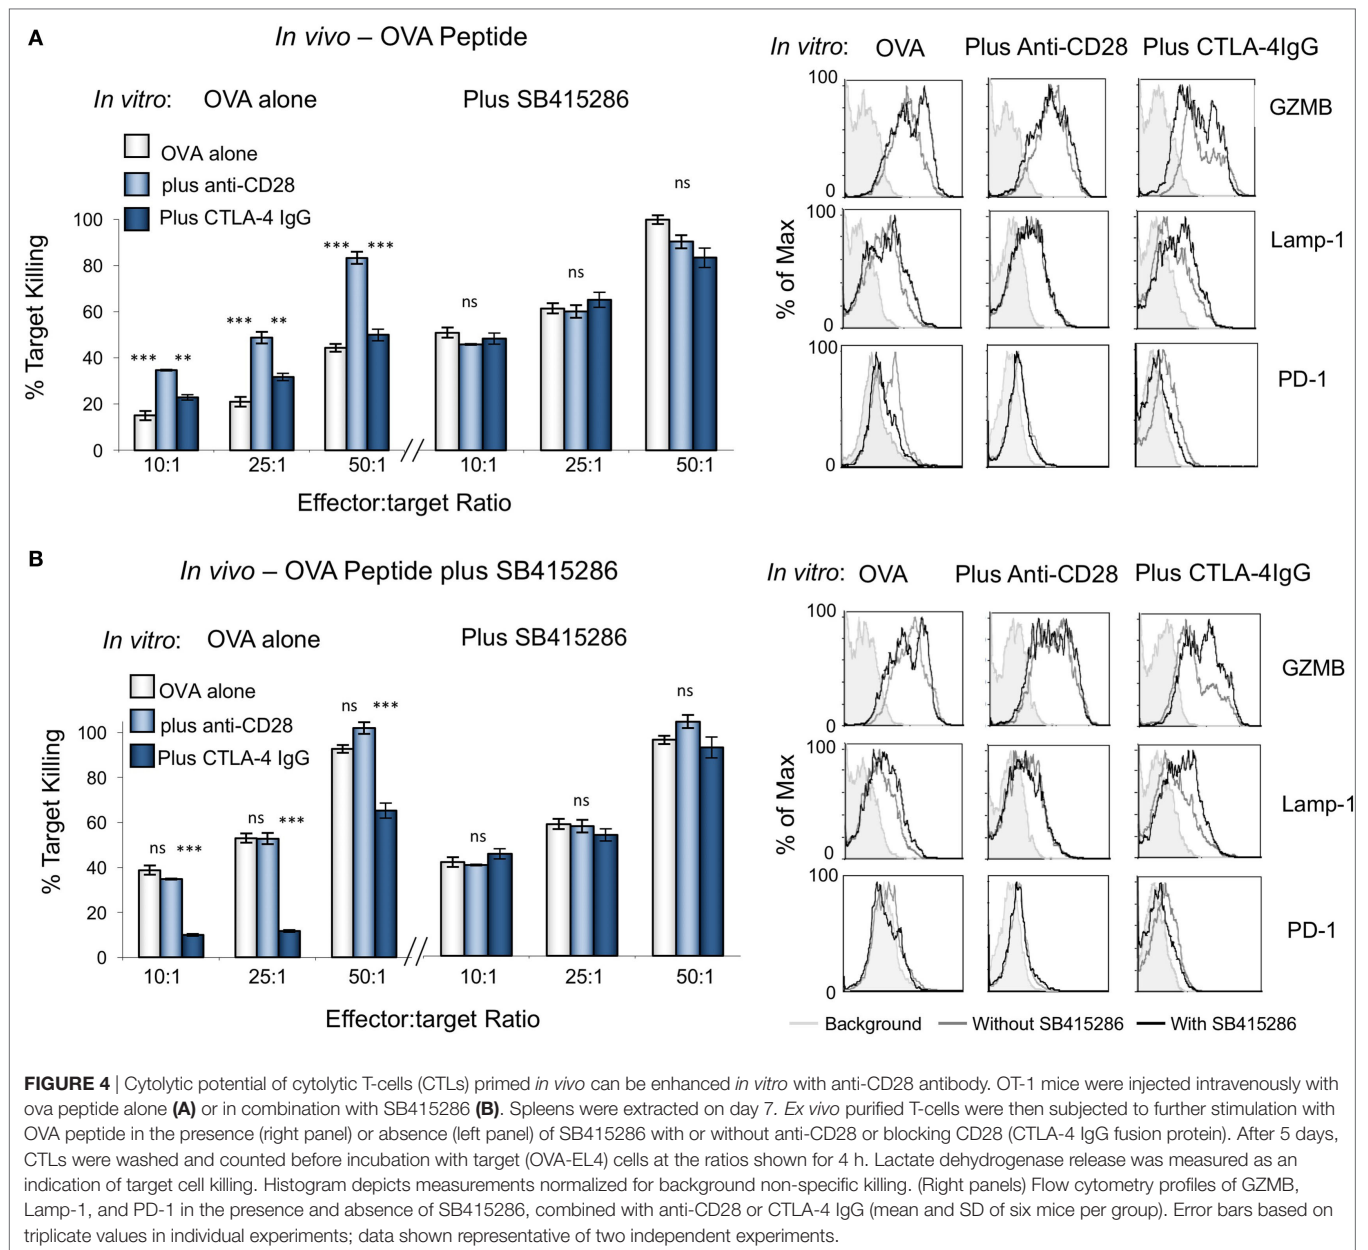 A
In vivo – OVA Peptide
In vitro: OVA alone
Plus SB415286
OVA alone
plus anti-CD28
Plus CTLA-4 IgG
% Target Killing
100
80
60
40
20
0
*** **
*** **
*** ***
ns
ns
ns
10:1 25:1 50:1 10:1 25:1 50:1
Effector:target Ratio
In vitro: OVA Plus Anti-CD28 Plus CTLA-4IgG
100
0
GZMB
100
0
Lamp-1
100
0
PD-1
% of Max
B
In vivo – OVA Peptide plus SB415286
In vitro: OVA alone
Plus SB415286
OVA alone
plus anti-CD28
Plus CTLA-4 IgG
% Target Killing
100
80
60
40
20
0
ns ***
ns ***
ns ***
ns
ns
ns
10:1 25:1 50:1 10:1 25:1 50:1
Effector:target Ratio
In vitro: OVA Plus Anti-CD28 Plus CTLA-4IgG
100
0
GZMB
100
0
Lamp-1
100
0
PD-1
% of Max
Background Without SB415286 With SB415286
FIGURE 4 | Cytolytic potential of cytolytic T-cells (CTLs) primed in vivo can be enhanced in vitro with anti-CD28 antibody. OT-1 mice were injected intravenously with
ova peptide alone (A) or in combination with SB415286 (B). Spleens were extracted on day 7. Ex vivo purified T-cells were then subjected to further stimulation with
OVA peptide in the presence (right panel) or absence (left panel) of SB415286 with or without anti-CD28 or blocking CD28 (CTLA-4 IgG fusion protein). After 5 days,
CTLs were washed and counted before incubation with target (OVA-EL4) cells at the ratios shown for 4 h. Lactate dehydrogenase release was measured as an
indication of target cell killing. Histogram depicts measurements normalized for background non-specific killing. (Right panels) Flow cytometry profiles of GZMB,
Lamp-1, and PD-1 in the presence and absence of SB415286, combined with anti-CD28 or CTLA-4 IgG (mean and SD of six mice per group). Error bars based on
triplicate values in individual experiments; data shown representative of two independent experiments.